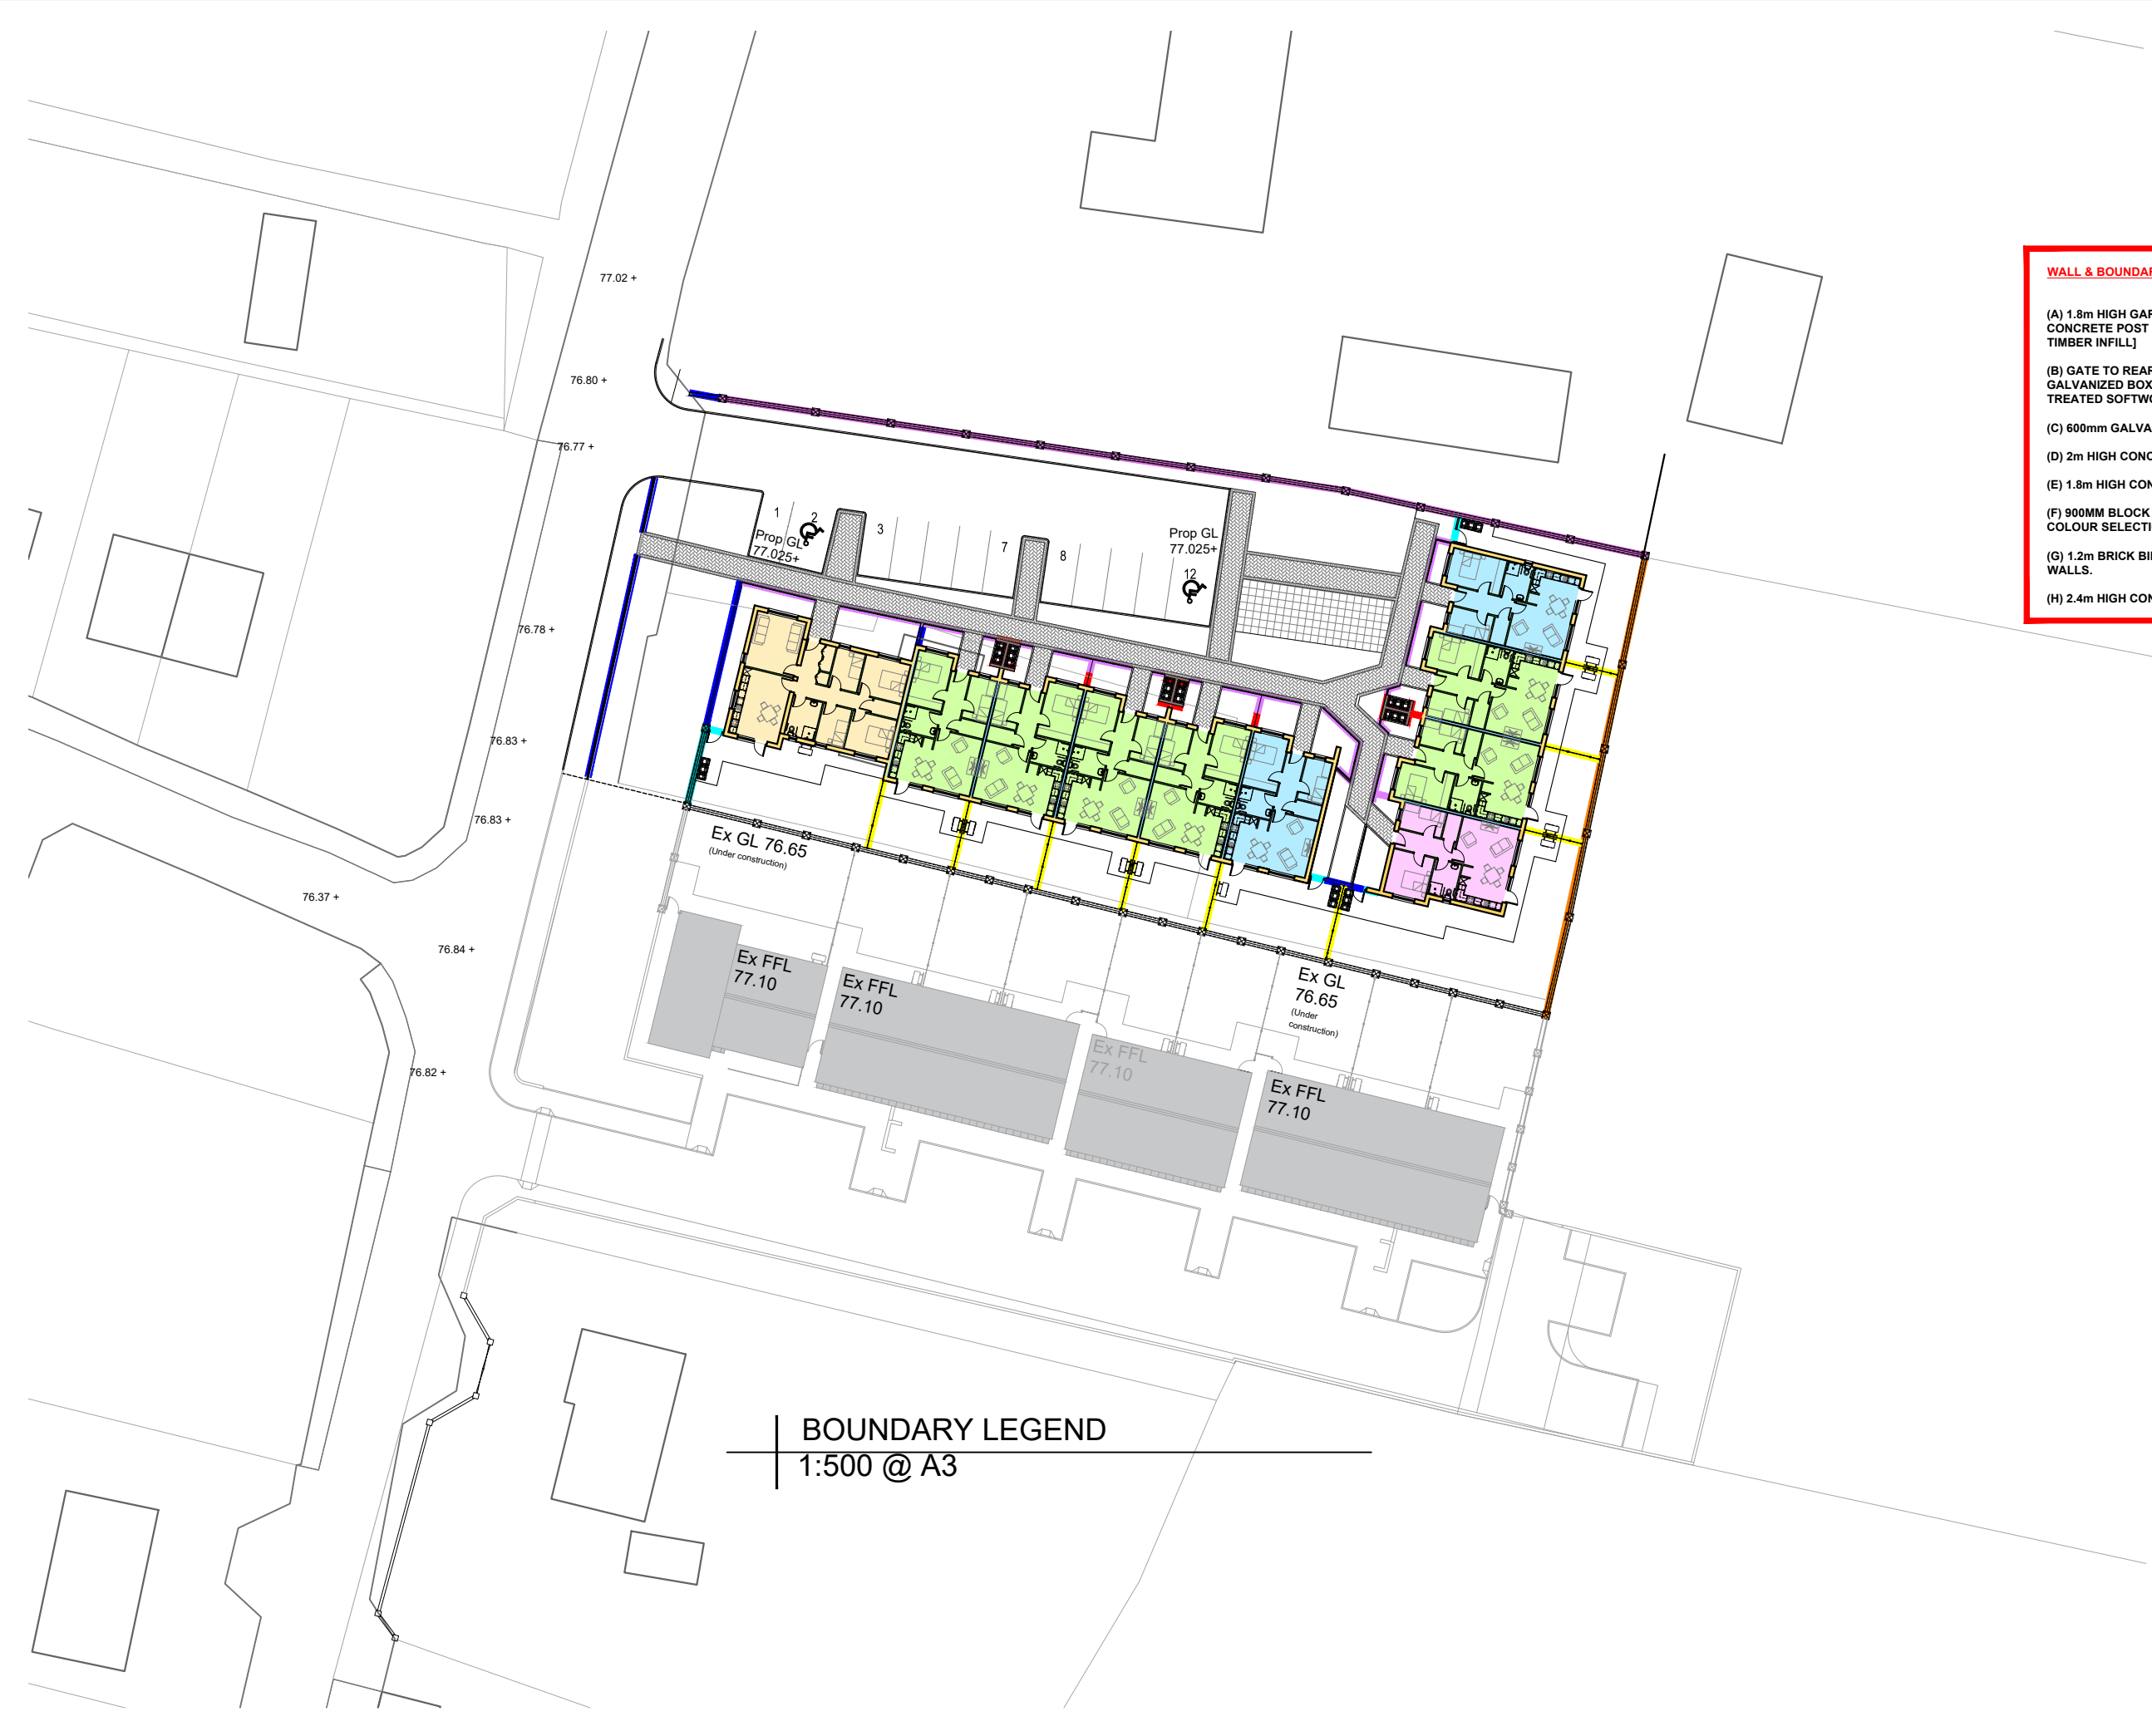 77.02 +
76.80 +
76.77 +
76.78 +
76.83 +
76.83 +
76.37 +
76.84 +
76.82 +
1
2
3
7
8
12
Prop GL
77.025+
Prop GL
77.025+
Ex GL 76.65
(Under construction)
Ex GL
76.65
(Under
construction)
Ex FFL
77.10
Ex FFL
77.10
Ex FFL
77.10
Ex FFL
77.10
BOUNDARY LEGEND
1:500 @ A3
WALL & BOUNDAR
(A) 1.8m HIGH GAR
CONCRETE POST
TIMBER INFILL]
(B) GATE TO REAR
GALVANIZED BOX
TREATED SOFTWO
(C) 600mm GALVA
(D) 2m HIGH CONC
(E) 1.8m HIGH CON
(F) 900MM BLOCK
COLOUR SELECTI
(G) 1.2m BRICK BI
WALLS.
(H) 2.4m HIGH CON